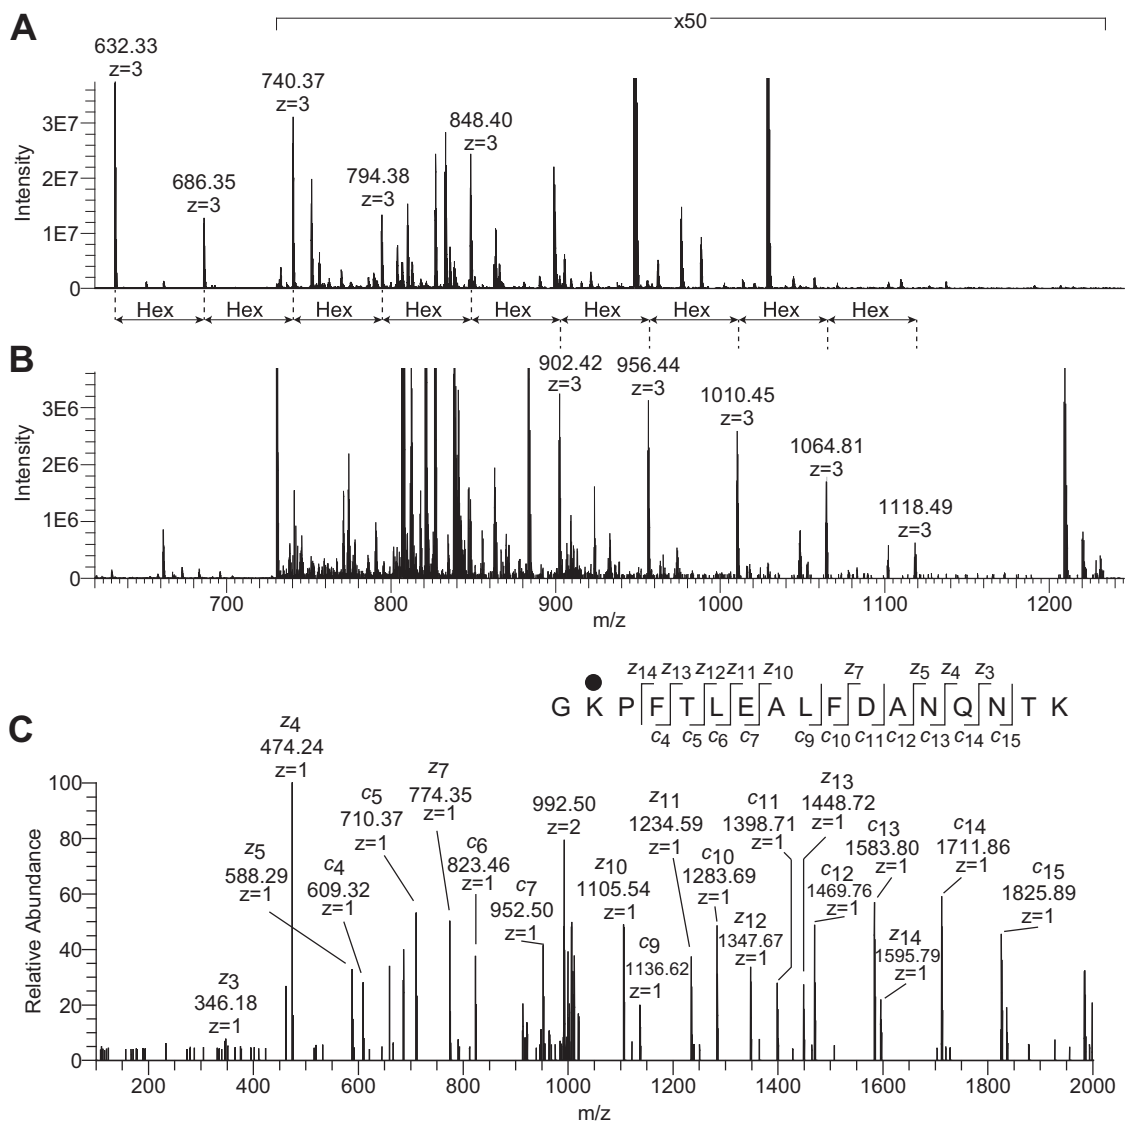 A
x50
632.33
z=3
740.37
z=3
848.40
z=3
686.35
z=3
794.38
z=3
Intensity
3E7
2E7
1E7
0
Hex Hex Hex Hex Hex Hex Hex Hex Hex
B
902.42
z=3
956.44
z=3
1010.45
z=3
1064.81
z=3
1118.49
z=3
Intensity
3E6
2E6
1E6
0
700 800 900 1000 1100 1200
m/z
z14 z13 z12 z11 z10 z7 z5 z4 z3
G K P F T L E A L F D A N Q N T K
c4 c5 c6 c7 c9 c10 c11 c12 c13 c14 c15
C
Relative Abundance
100
80
60
40
20
0
z3
346.18
z=1
z5
588.29
z=1
z4
474.24
z=1
c4
609.32
z=1
c5
710.37
z=1
z7
774.35
z=1
c6
823.46
z=1
c7
952.50
z=1
992.50
z=2
z10
1105.54
z=1
c9
1136.62
z=1
z11
1234.59
z=1
c10
1283.69
z=1
z12
1347.67
z=1
c11
1398.71
z=1
z13
1448.72
z=1
c12
1469.76
z=1
c13
1583.80
z=1
z14
1595.79
z=1
c14
1711.86
z=1
c15
1825.89
z=1
200 400 600 800 1000 1200 1400 1600 1800 2000
m/z